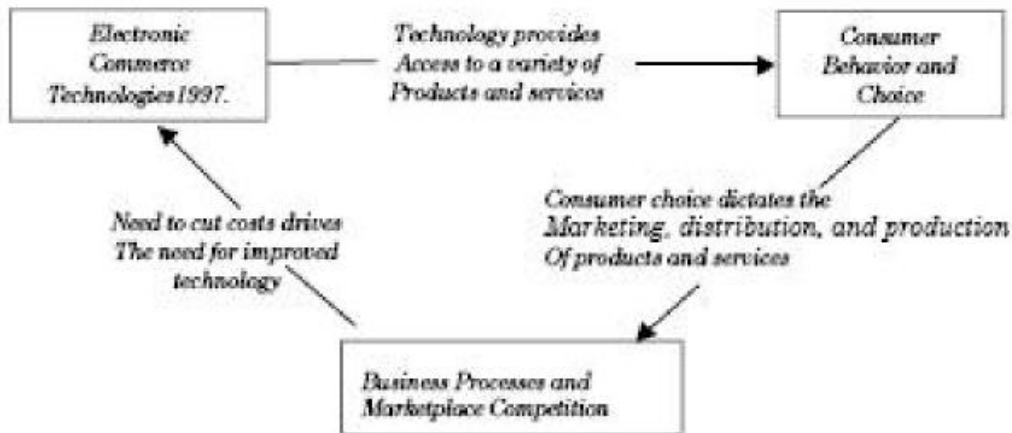 Electronic
Commerce
Technologies1997.
Technology provides
Access to a variety of
Products and services
Consumer
Behavior and
Choice
Consumer choice dictates the
Marketing, distribution, and production
Of products and services
Need to cut costs drives
The need for improved
technology
Business Processes and
Marketplace Competition